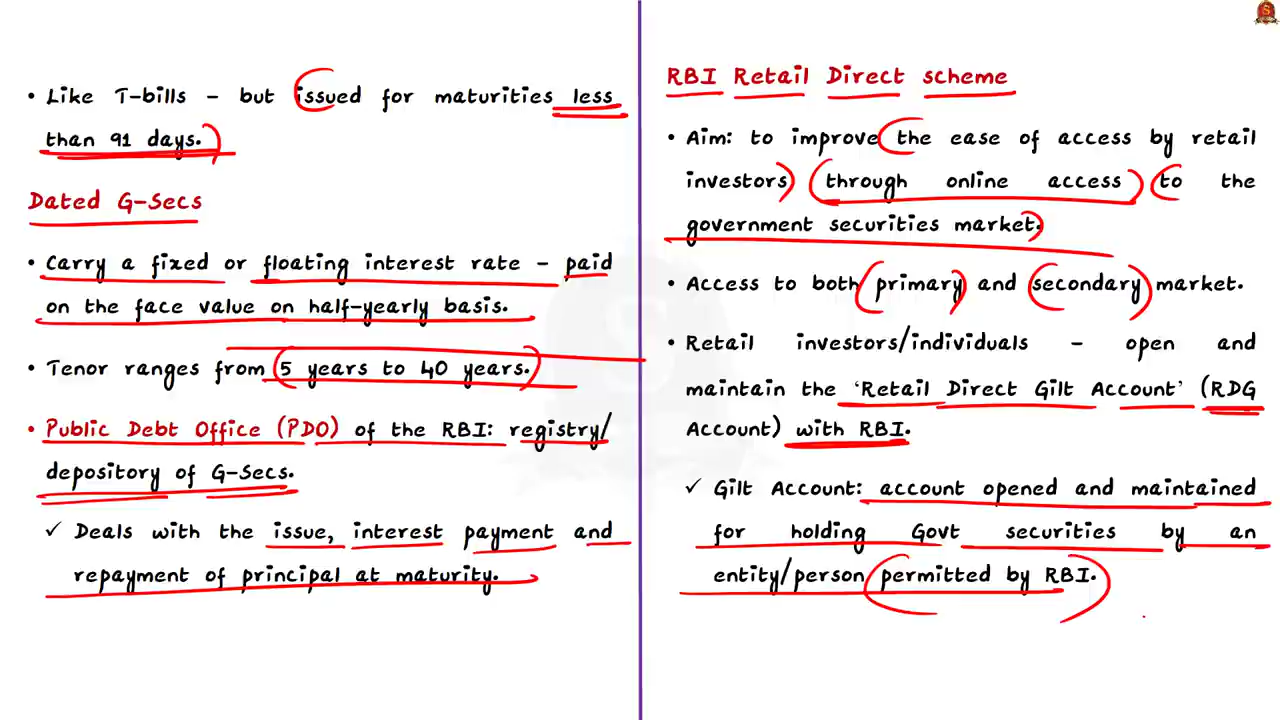 • Like T-bills – but issued for maturities less
than 91 days.
Dated G-Secs
• Carry a fixed or floating interest rate – paid
on the face value on half-yearly basis.
• Tenor ranges from 5 years to 40 years.
• Public Debt Office (PDO) of the RBI: registry/
depository of G-Secs.
✓ Deals with the issue, interest payment and
repayment of principal at maturity.
RBI Retail Direct scheme
• Aim: to improve the ease of access by retail
investors through online access to the
government securities market.
• Access to both primary and secondary market.
• Retail investors/individuals – open and
maintain the ‘Retail Direct Gilt Account’ (RDG
Account) with RBI.
✓ Gilt Account: account opened and maintained
for holding Govt securities by an
entity/person permitted by RBI.